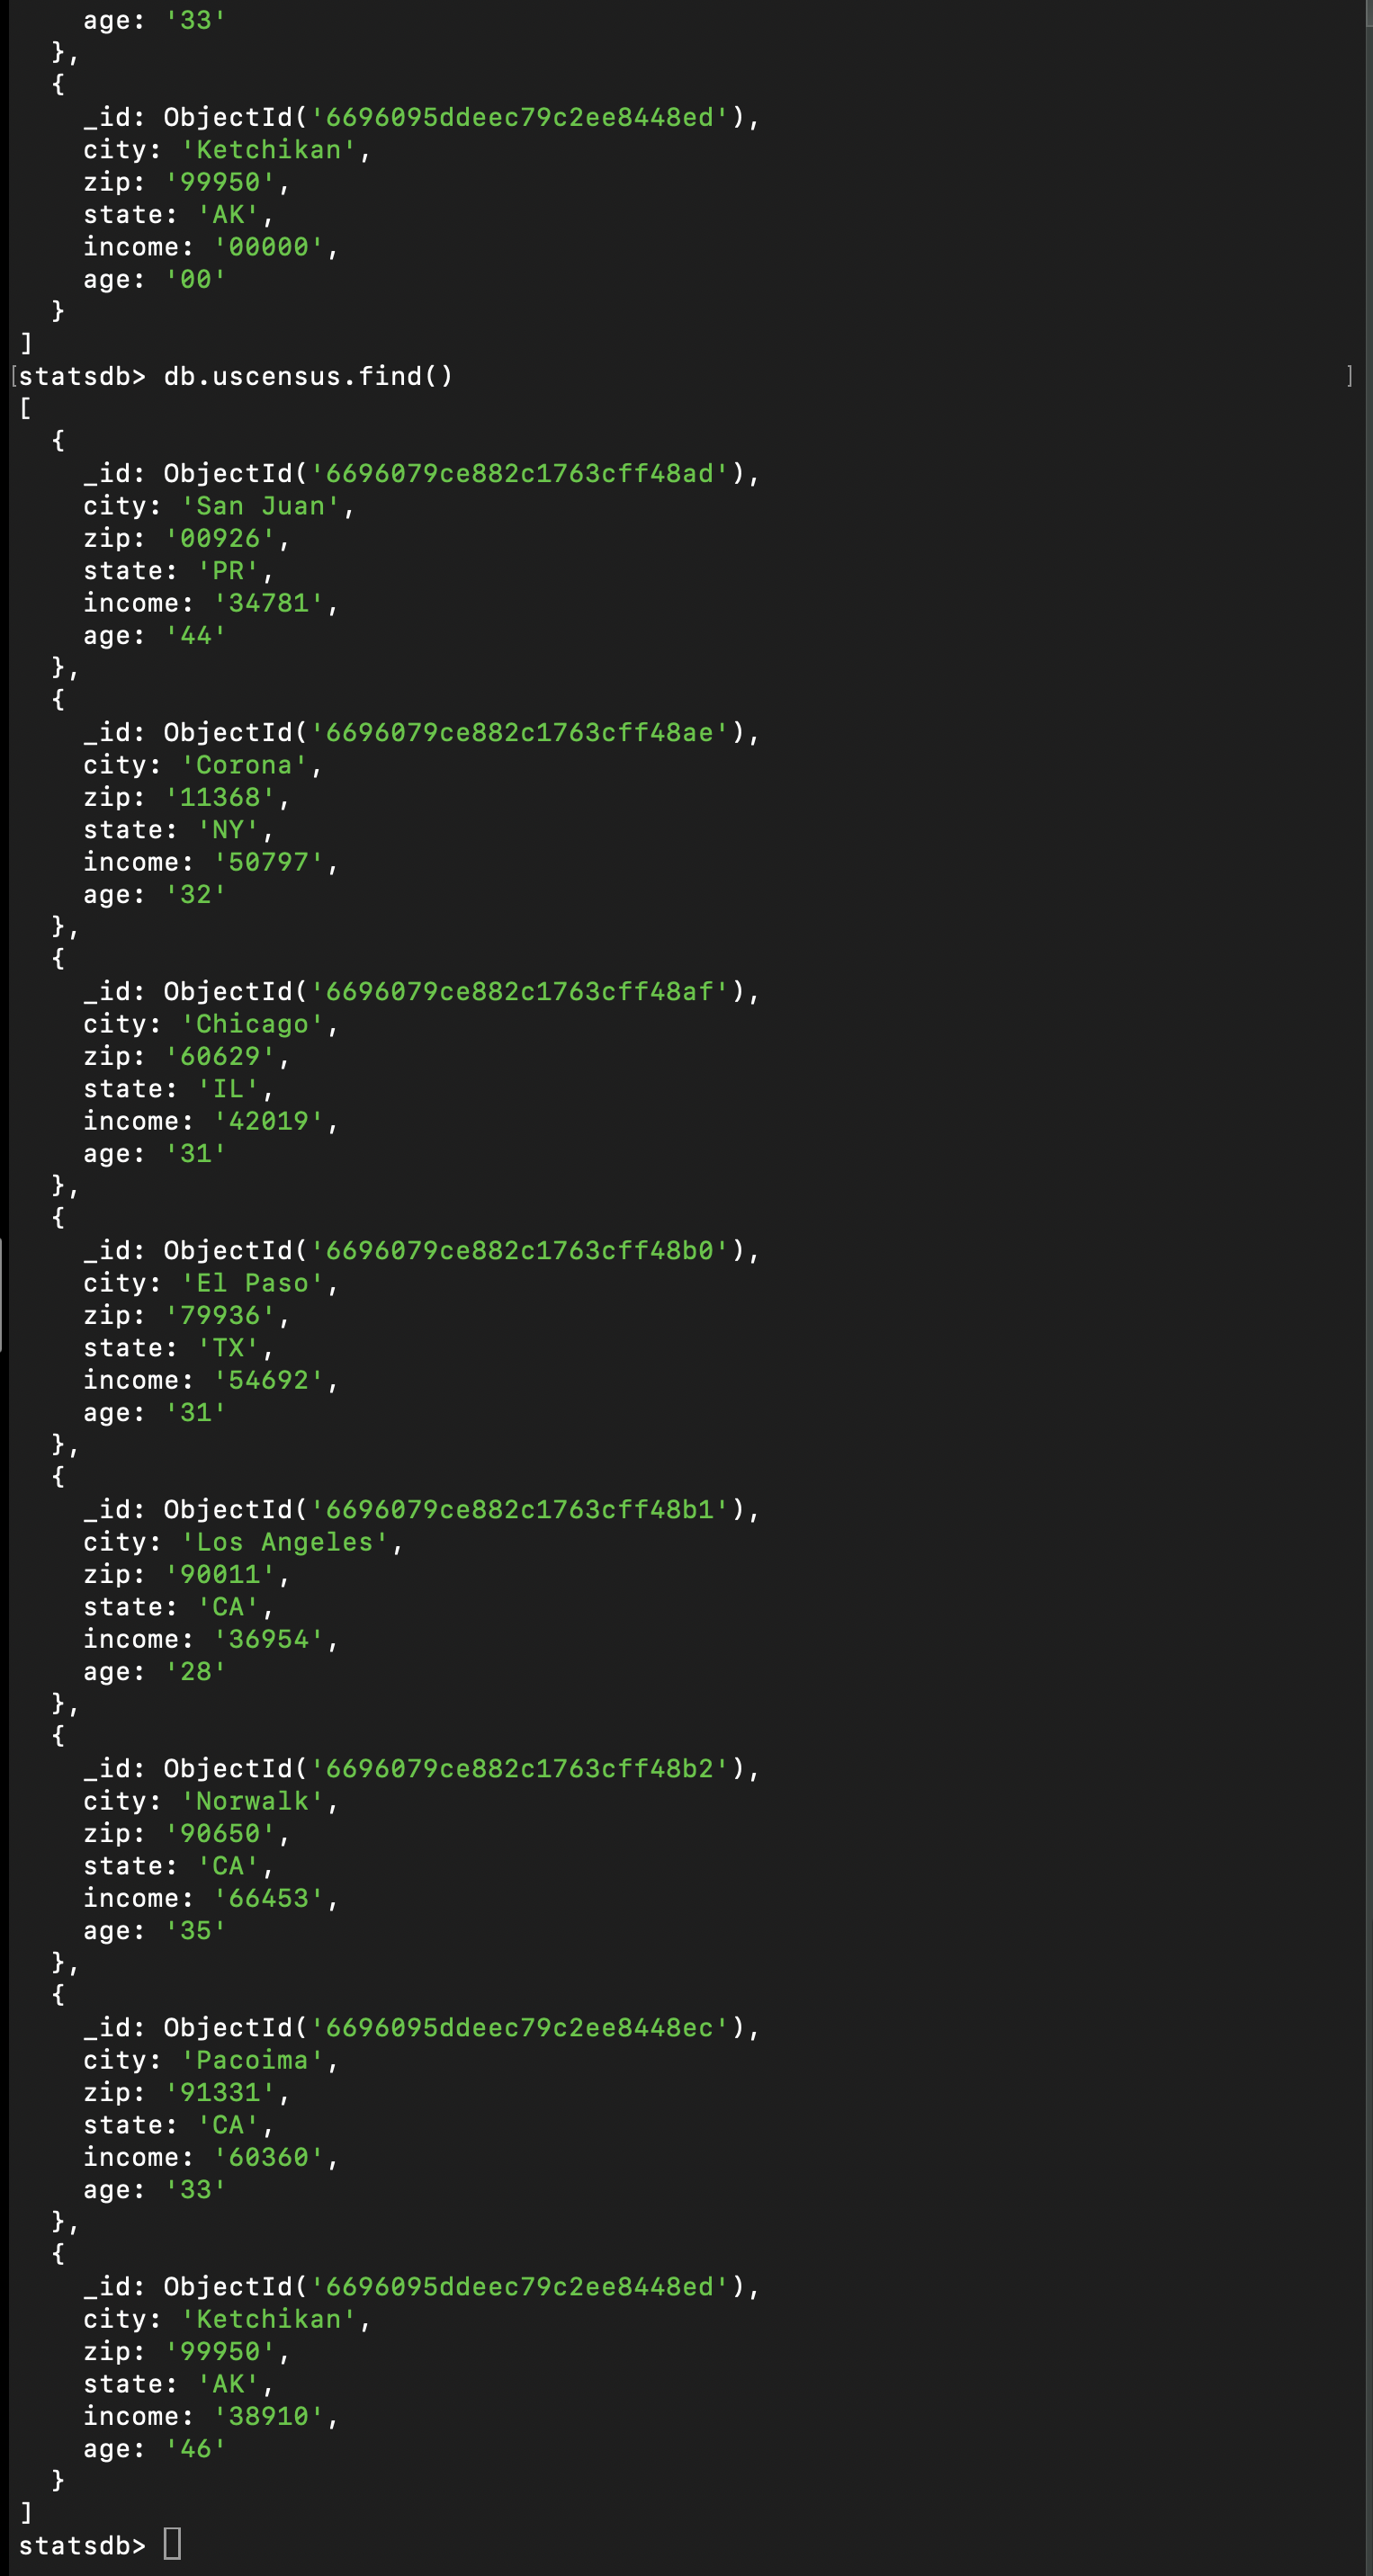 age: '33'
  },
  {
    _id: ObjectId('6696095ddeec79c2ee8448ed'),
    city: 'Ketchikan',
    zip: '99950',
    state: 'AK',
    income: '00000',
    age: '00'
  }
]
[statsdb> db.uscensus.find() ]
[
  {
    _id: ObjectId('6696079ce882c1763cff48ad'),
    city: 'San Juan',
    zip: '00926',
    state: 'PR',
    income: '34781',
    age: '44'
  },
  {
    _id: ObjectId('6696079ce882c1763cff48ae'),
    city: 'Corona',
    zip: '11368',
    state: 'NY',
    income: '50797',
    age: '32'
  },
  {
    _id: ObjectId('6696079ce882c1763cff48af'),
    city: 'Chicago',
    zip: '60629',
    state: 'IL',
    income: '42019',
    age: '31'
  },
  {
    _id: ObjectId('6696079ce882c1763cff48b0'),
    city: 'El Paso',
    zip: '79936',
    state: 'TX',
    income: '54692',
    age: '31'
  },
  {
    _id: ObjectId('6696079ce882c1763cff48b1'),
    city: 'Los Angeles',
    zip: '90011',
    state: 'CA',
    income: '36954',
    age: '28'
  },
  {
    _id: ObjectId('6696079ce882c1763cff48b2'),
    city: 'Norwalk',
    zip: '90650',
    state: 'CA',
    income: '66453',
    age: '35'
  },
  {
    _id: ObjectId('6696095ddeec79c2ee8448ec'),
    city: 'Pacoima',
    zip: '91331',
    state: 'CA',
    income: '60360',
    age: '33'
  },
  {
    _id: ObjectId('6696095ddeec79c2ee8448ed'),
    city: 'Ketchikan',
    zip: '99950',
    state: 'AK',
    income: '38910',
    age: '46'
  }
]
statsdb>